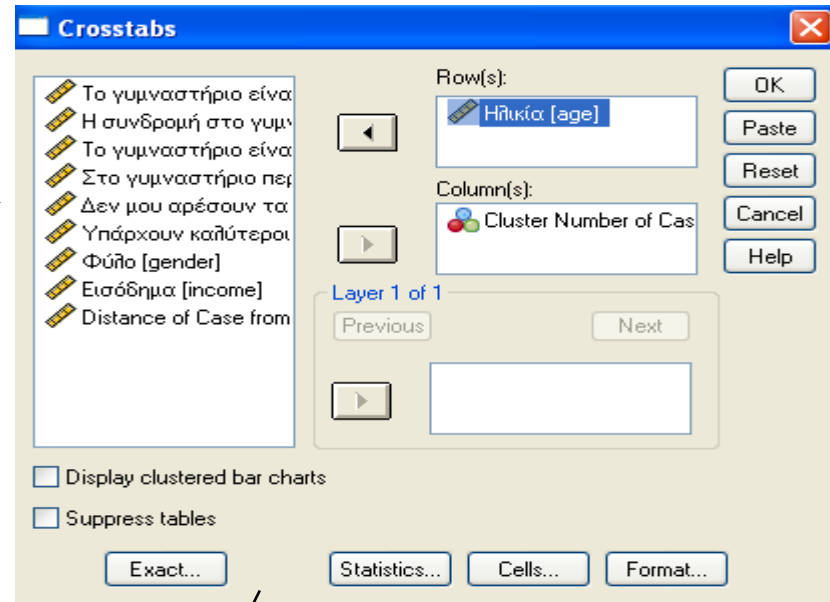 Crosstabs
Το γυμναστήριο είνα
Η συνδρομή στο γυμν
Το γυμναστήριο είνα
Στο γυμναστήριο περ
Δεν μου αρέσουν τα
Υπάρχουν καλύτεροι
Φύλο [gender]
Εισόδημα [income]
Distance of Case from
Row(s):
Ηλικία [age]
Column(s):
Cluster Number of Cas
Layer 1 of 1
Previous
Next
OK
Paste
Reset
Cancel
Help
Display clustered bar charts
Suppress tables
Exact...
Statistics...
Cells...
Format...